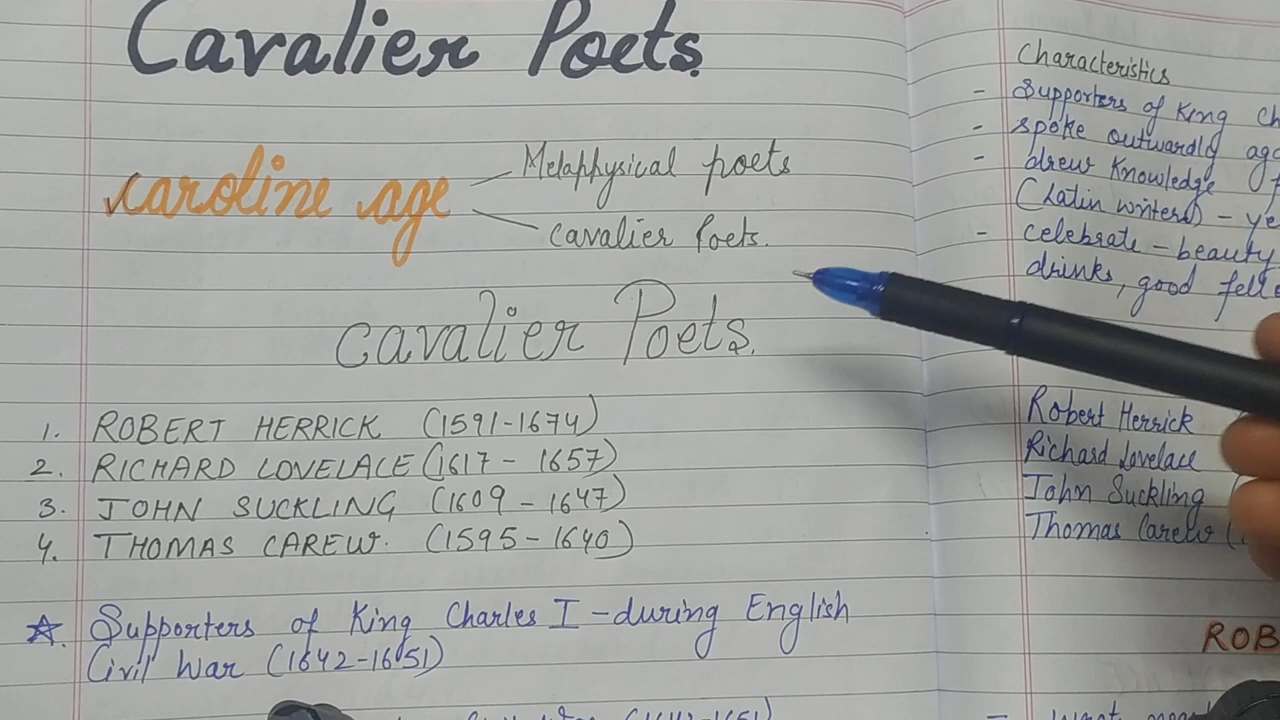 Cavalier Poets.
caroline age
Metaphysical poets
cavalier Poets.
cavalier Poets.
1. ROBERT HERRICK (1591-1674)
2. RICHARD LOVELACE (1617 - 1657)
3. JOHN SUCKLING (1609 - 1647)
4. THOMAS CAREW. (1595 - 1640)
Supporters of King Charles I - during English
Civil War (1642-1651)
(1642-1651)
Characteristics
- Supporters of King
- spoke outwardly
- drew Knowledge
(Latin writers) -
- celebrate - beauty
drinks, good
Robert Herrick
Richard Lovelace
John Suckling
Thomas Carew